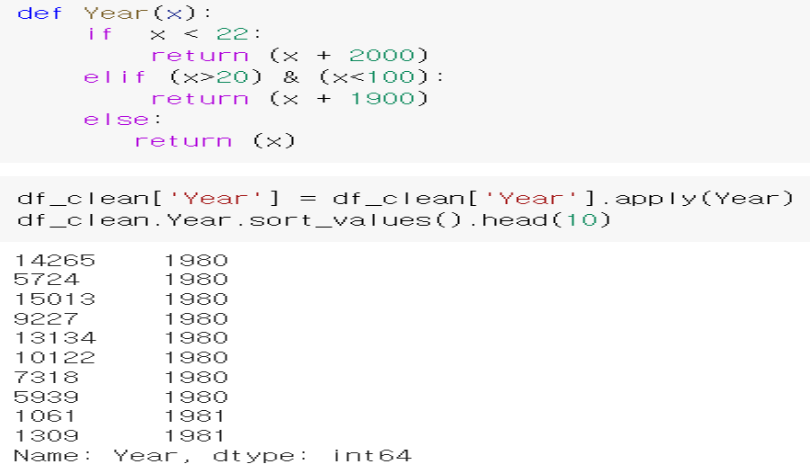 def Year(x):
    if  x < 22:
        return (x + 2000)
    elif (x>20) & (x<100):
        return (x + 1900)
    else:
       return (x)
df_clean['Year'] = df_clean['Year'].apply(Year)
df_clean.Year.sort_values().head(10)
14265    1980
5724     1980
15013    1980
9227     1980
13134    1980
10122    1980
7318     1980
5939     1980
1061     1981
1309     1981
Name: Year, dtype: int64